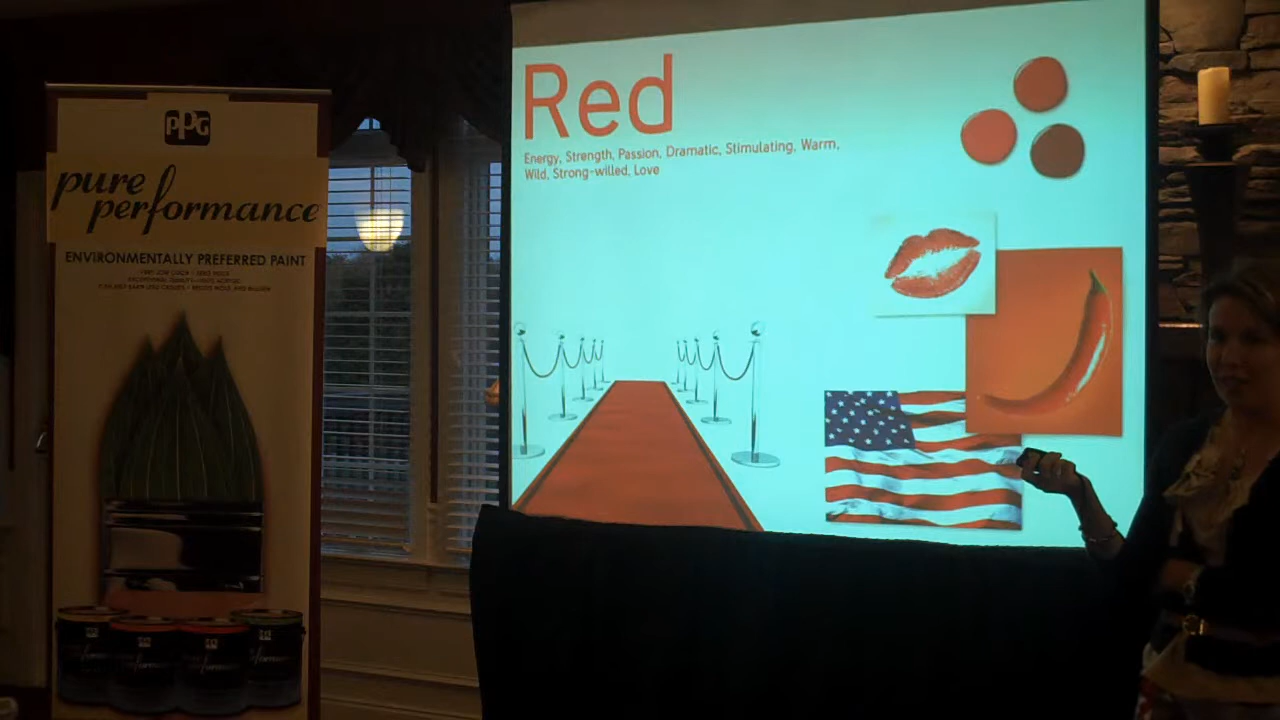 PPG
pure
performance
ENVIRONMENTALLY PREFERRED PAINT
Red
Energy, Strength, Passion, Dramatic, Stimulating, Warm,
Wild, Strong-willed, Love